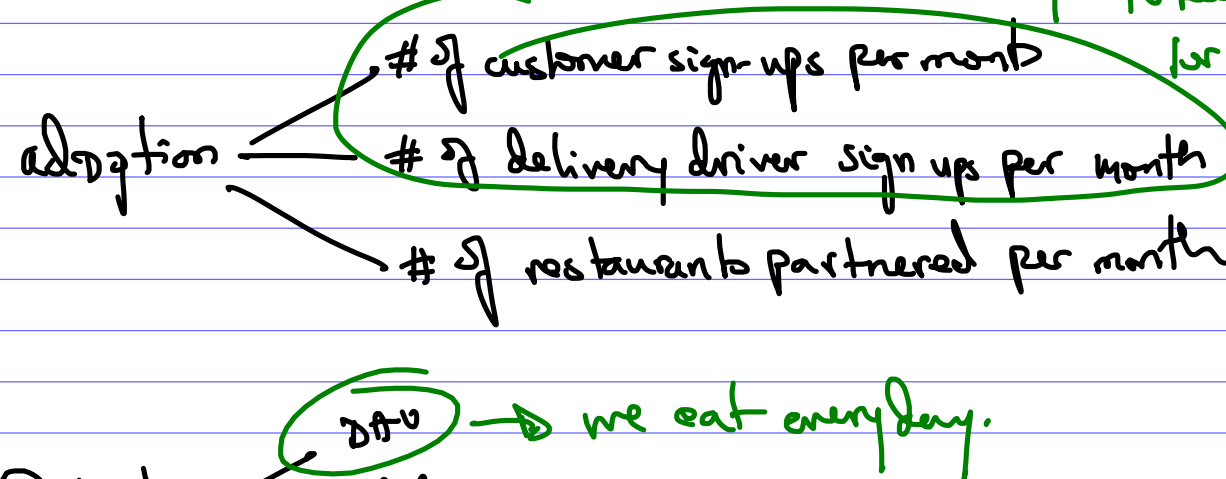 for
# of customer sign-ups per month
adoption # of delivery driver sign ups per month
# of restaurants partnered per month
DAU → we eat everyday.